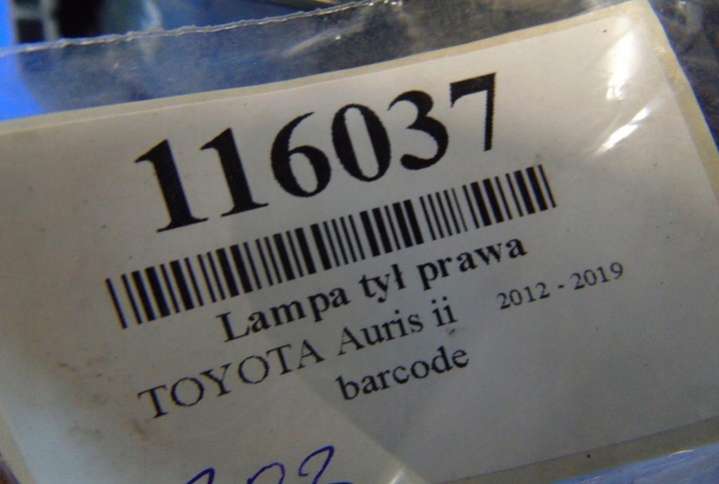 116037
Lampa tył prawa
TOYOTA Auris ii 2012 - 2019
barcode